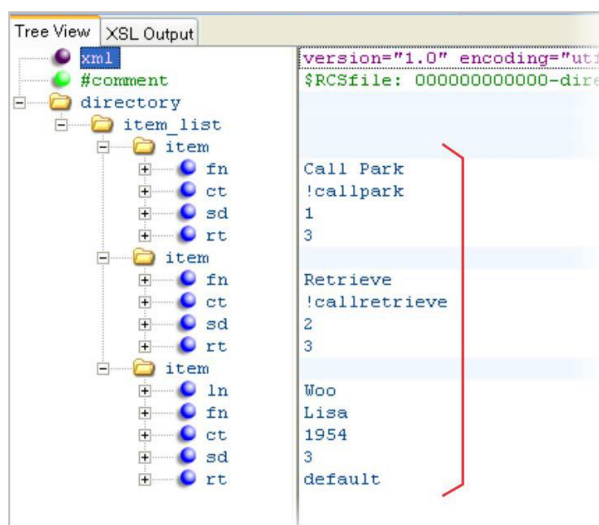 Tree View XSL Output
xml version="1.0" encoding="uti
#comment $RCSfile: 000000000000-dire
directory
item_list
item
fn Call Park
ct !callpark
sd 1
rt 3
item
fn Retrieve
ct !callretrieve
sd 2
rt 3
item
ln Woo
fn Lisa
ct 1954
sd 3
rt default